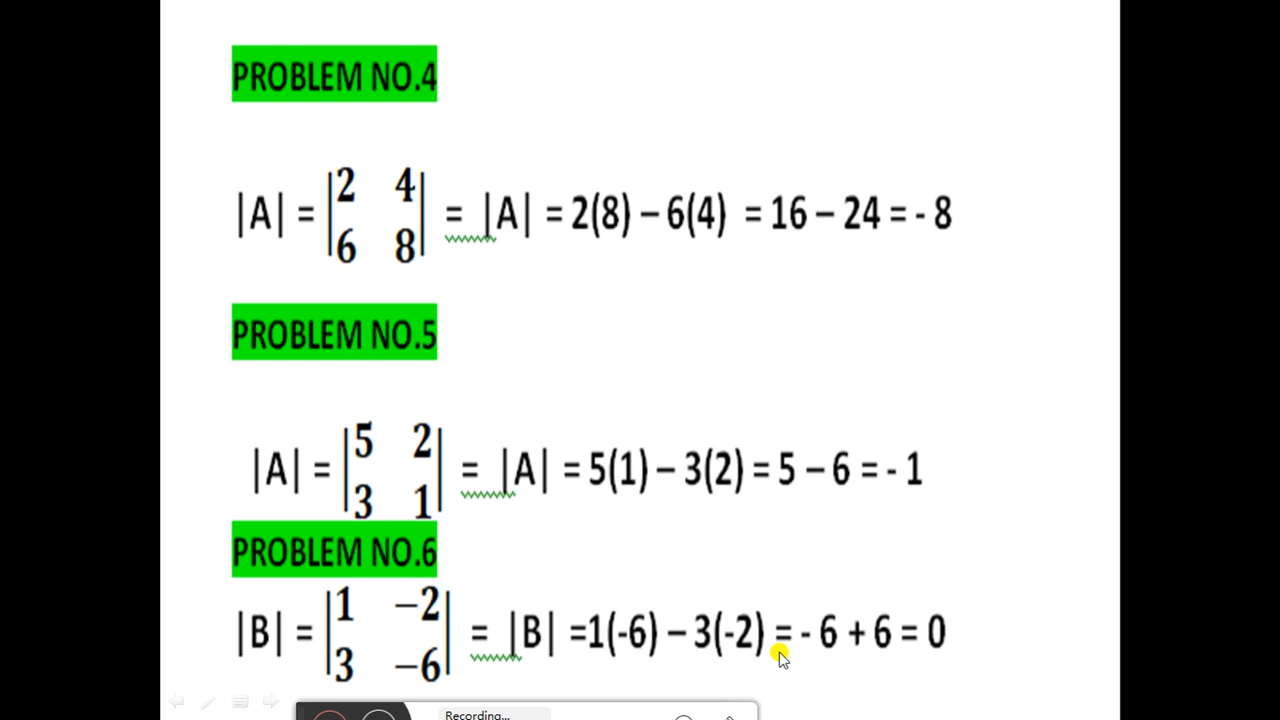 PROBLEM NO.4
|A| = |2 4
6 8| = |A| = 2(8) – 6(4) = 16 – 24 = - 8
PROBLEM NO.5
|A| = |5 2
3 1| = |A| = 5(1) – 3(2) = 5 – 6 = - 1
PROBLEM NO.6
|B| = |1 −2
3 −6| = |B| =1(-6) – 3(-2) = - 6 + 6 = 0
Recording...